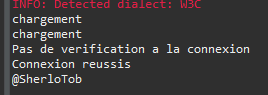 INFO: Detected dialect: W3C
chargement
chargement
Pas de verification a la connexion
Connexion reussis
@SherloTob